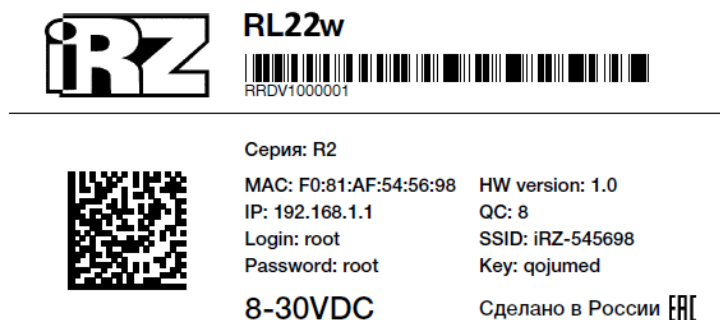 iRZ
RL22w
RRDV1000001
Серия: R2
MAC: F0:81:AF:54:56:98
HW version: 1.0
IP: 192.168.1.1
QC: 8
Login: root
SSID: iRZ-545698
Password: root
Key: qojumed
8-30VDC
Сделано в России EAC